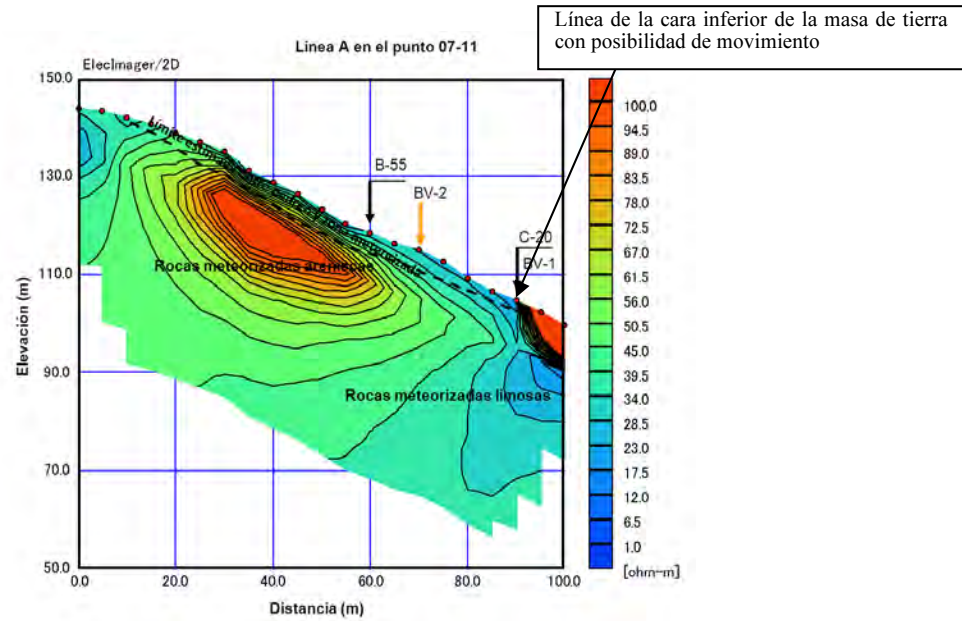 Línea de la cara inferior de la masa de tierra
con posibilidad de movimiento
Linea A en el punto 07-11
ElecImager/2D
150.0
130.0
110.0
90.0
70.0
50.0
Elevación (m)
B-55
BV-2
C-20
BV-1
Rocas meteorizadas areniscas
Rocas meteorizadas limosas
0.0
20.0
40.0
60.0
80.0
100.0
Distancia (m)
100.0
94.5
89.0
83.5
78.0
72.5
67.0
61.5
56.0
50.5
45.0
39.5
34.0
28.5
23.0
17.5
12.0
6.5
1.0
[ohm-m]